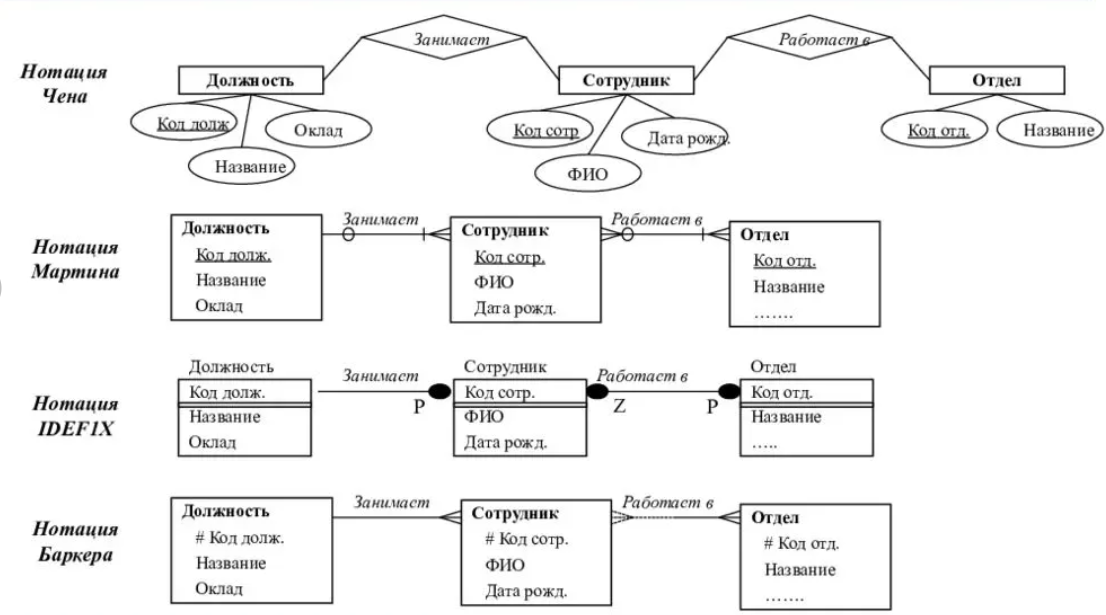 Занимает
Работает в
Нотация
Чена
Должность
Сотрудник
Отдел
Код долж
Оклад
Название
Код сотр
Дата рожд.
ФИО
Код отд.
Название
Нотация
Мартина
Должность
Код долж.
Название
Оклад
Занимает
Сотрудник
Код сотр.
ФИО
Дата рожд.
Работает в
Отдел
Код отд.
Название
.......
Нотация
IDEF1X
Должность
Код долж.
Название
Оклад
Занимает
P
Сотрудник
Код сотр.
ФИО
Дата рожд.
Работает в
Z
P
Отдел
Код отд.
Название
.....
Нотация
Баркера
Должность
# Код долж.
Название
Оклад
Занимает
Сотрудник
# Код сотр.
ФИО
Дата рожд.
Работает в
Отдел
# Код отд.
Название
.......